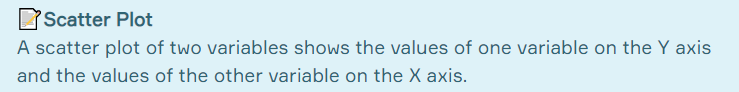 📝Scatter Plot
A scatter plot of two variables shows the values of one variable on the Y axis
and the values of the other variable on the X axis.